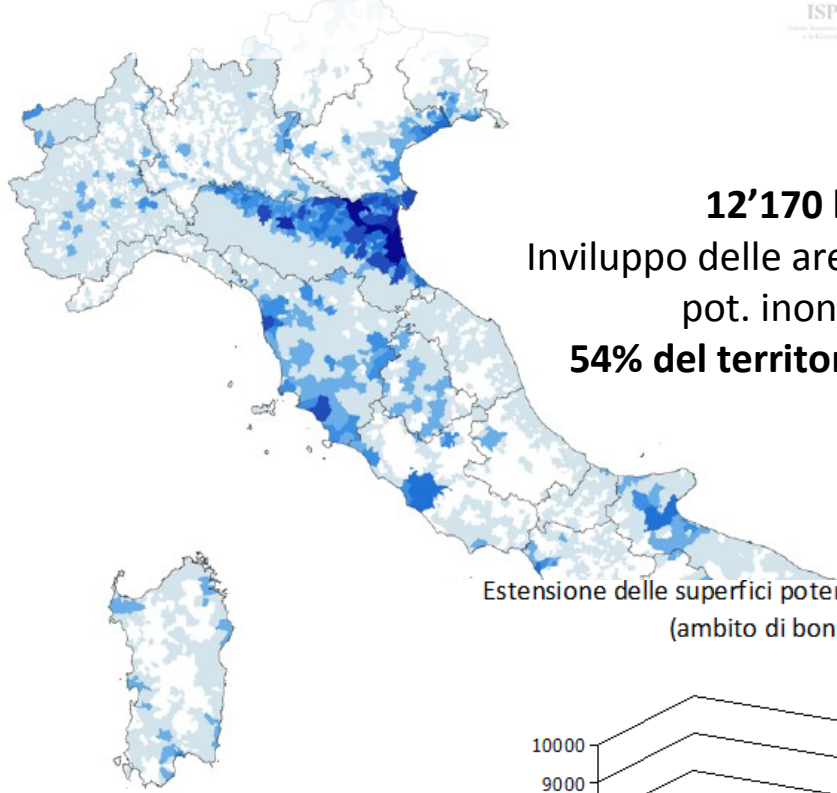 ISP
12’170
Inviluppo delle are
pot. inon
54% del territor
Estensione delle superfici poter
(ambito di bon
10000
9000